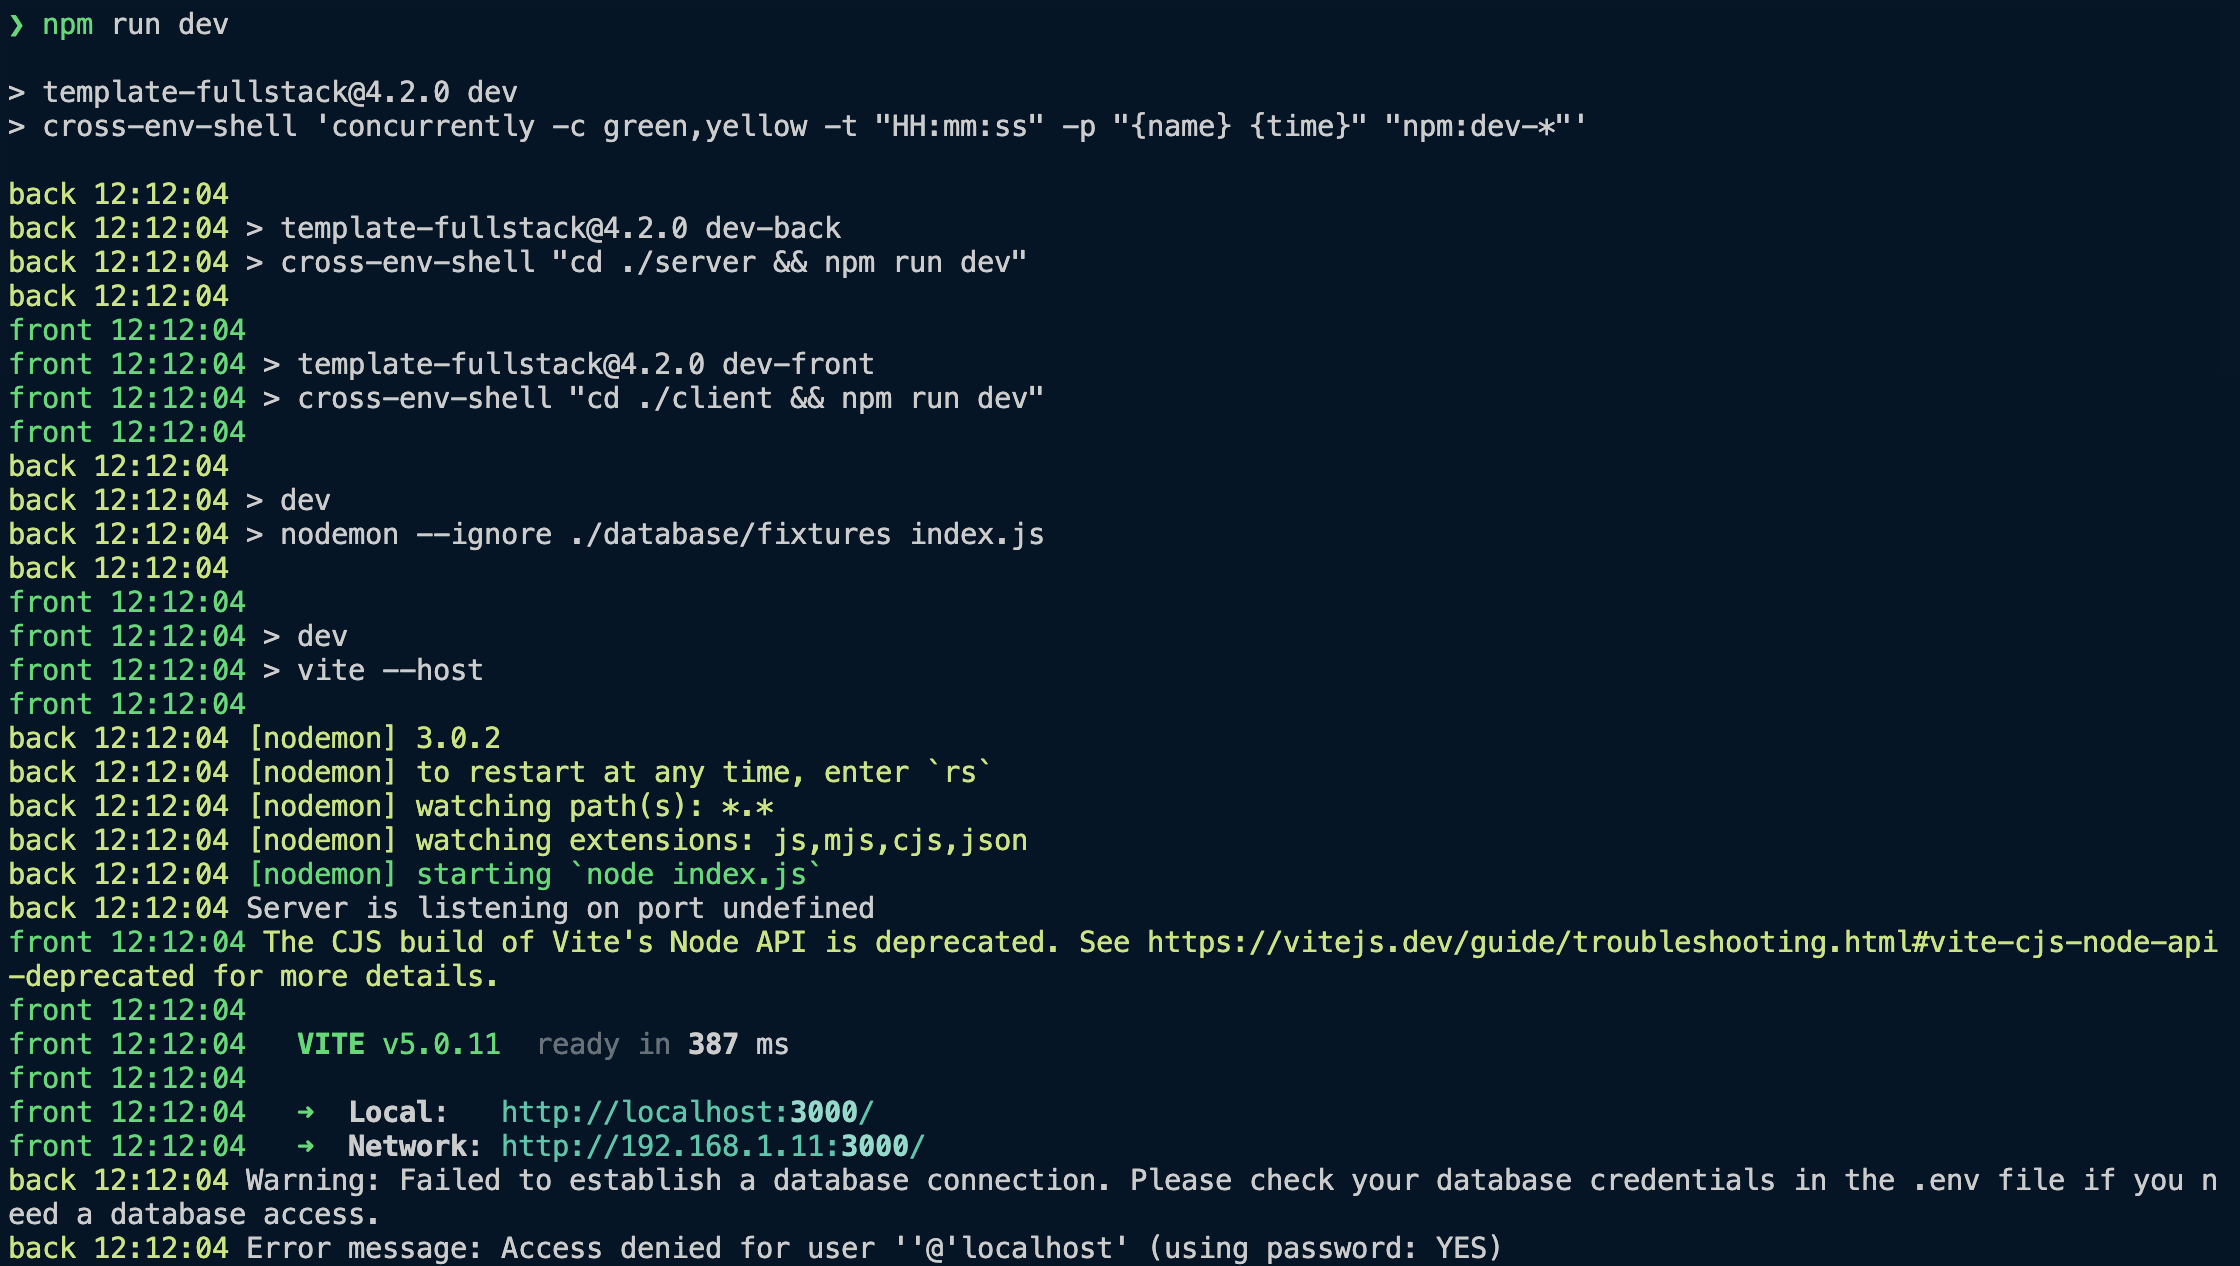 ❯ npm run dev
> template-fullstack@4.2.0 dev
> cross-env-shell 'concurrently -c green,yellow -t "HH:mm:ss" -p "{name} {time}" "npm:dev-*"'
back 12:12:04
back 12:12:04 > template-fullstack@4.2.0 dev-back
back 12:12:04 > cross-env-shell "cd ./server && npm run dev"
back 12:12:04
front 12:12:04
front 12:12:04 > template-fullstack@4.2.0 dev-front
front 12:12:04 > cross-env-shell "cd ./client && npm run dev"
front 12:12:04
back 12:12:04
back 12:12:04 > dev
back 12:12:04 > nodemon --ignore ./database/fixtures index.js
back 12:12:04
front 12:12:04
front 12:12:04 > dev
front 12:12:04 > vite --host
front 12:12:04
back 12:12:04 [nodemon] 3.0.2
back 12:12:04 [nodemon] to restart at any time, enter `rs`
back 12:12:04 [nodemon] watching path(s): *.*
back 12:12:04 [nodemon] watching extensions: js,mjs,cjs,json
back 12:12:04 [nodemon] starting `node index.js`
back 12:12:04 Server is listening on port undefined
front 12:12:04 The CJS build of Vite's Node API is deprecated. See https://vitejs.dev/guide/troubleshooting.html#vite-cjs-node-api
-deprecated for more details.
front 12:12:04
front 12:12:04   VITE v5.0.11  ready in 387 ms
front 12:12:04
front 12:12:04   ➜  Local:   http://localhost:3000/
front 12:12:04   ➜  Network: http://192.168.1.11:3000/
back 12:12:04 Warning: Failed to establish a database connection. Please check your database credentials in the .env file if you n
eed a database access.
back 12:12:04 Error message: Access denied for user ''@'localhost' (using password: YES)